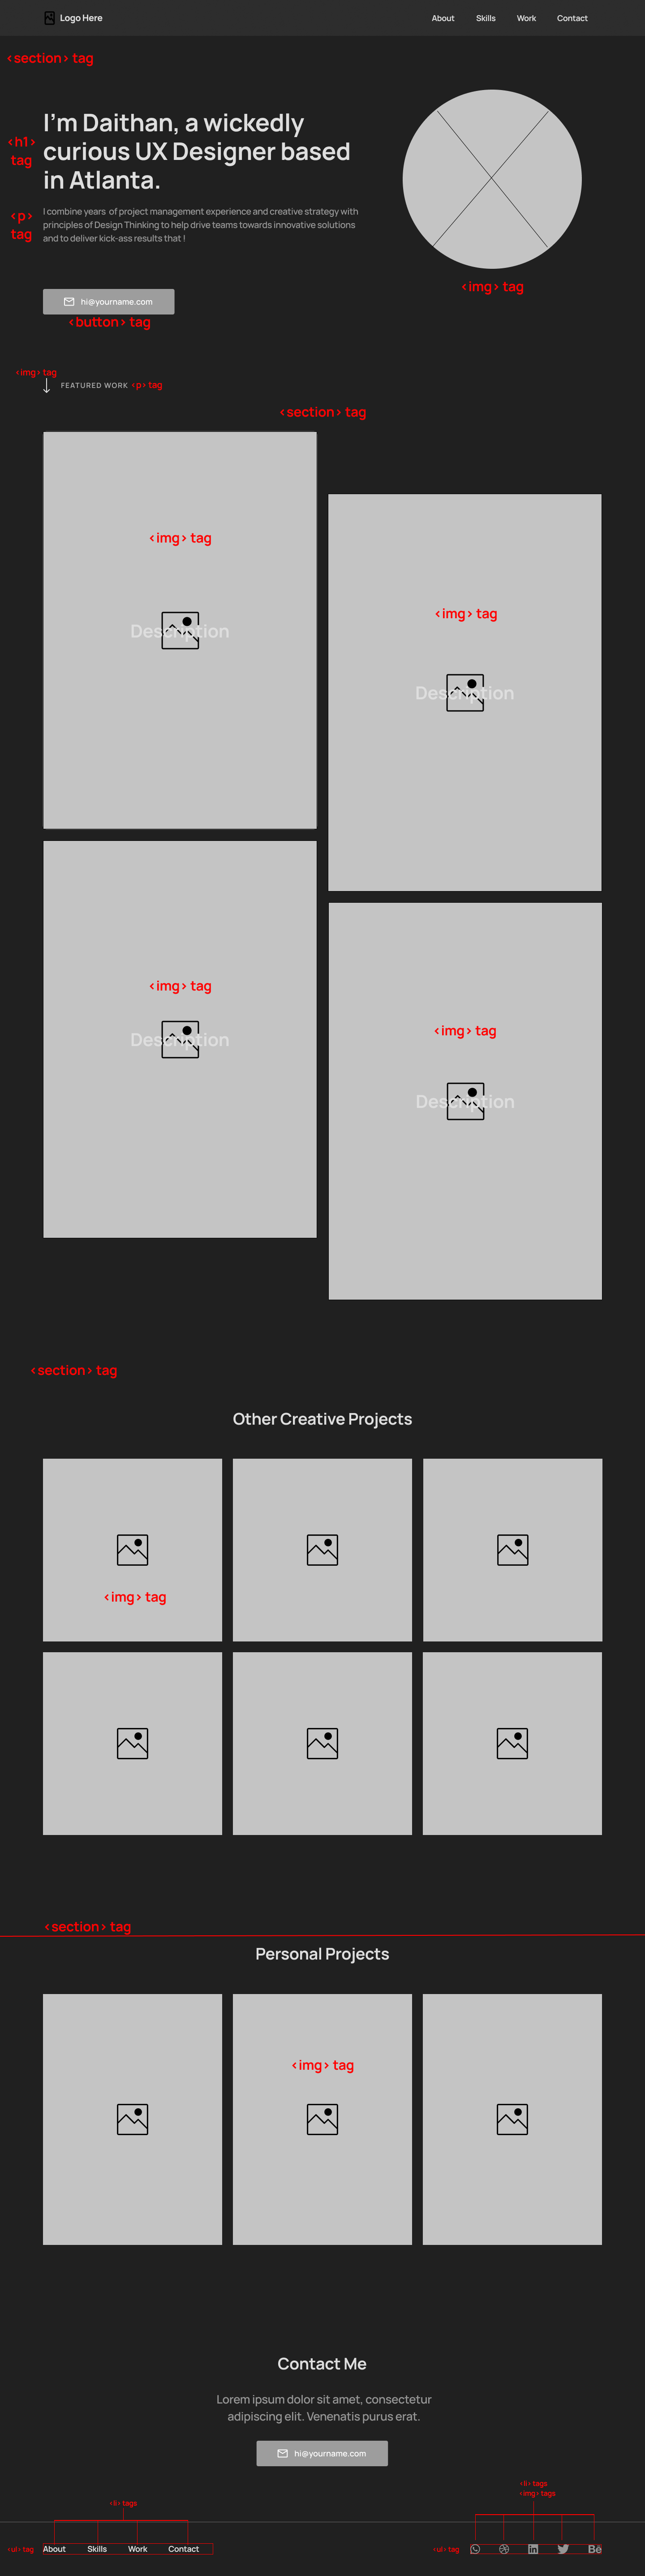 Logo Here
About Skills Work Contact
<section> tag
I'm Daithan, a wickedly
curious UX Designer based
in Atlanta.
<h1>
tag
I combine years of project management experience and creative strategy with
principles of Design Thinking to help drive teams towards innovative solutions
and to deliver kick-ass results that !
<p>
tag
<img> tag
hi@yourname.com
<button> tag
<img> tag
FEATURED WORK <p> tag
<section> tag
<img> tag
Description
<img> tag
Description
<img> tag
Description
<img> tag
Description
<section> tag
Other Creative Projects
<img> tag
<section> tag
Personal Projects
<img> tag
Contact Me
Lorem ipsum dolor sit amet, consectetur
adipiscing elit. Venenatis purus erat.
hi@yourname.com
<li> tags
<li> tags
<img> tags
<ul> tag
About Skills Work Contact
<ul> tag
in
Bē